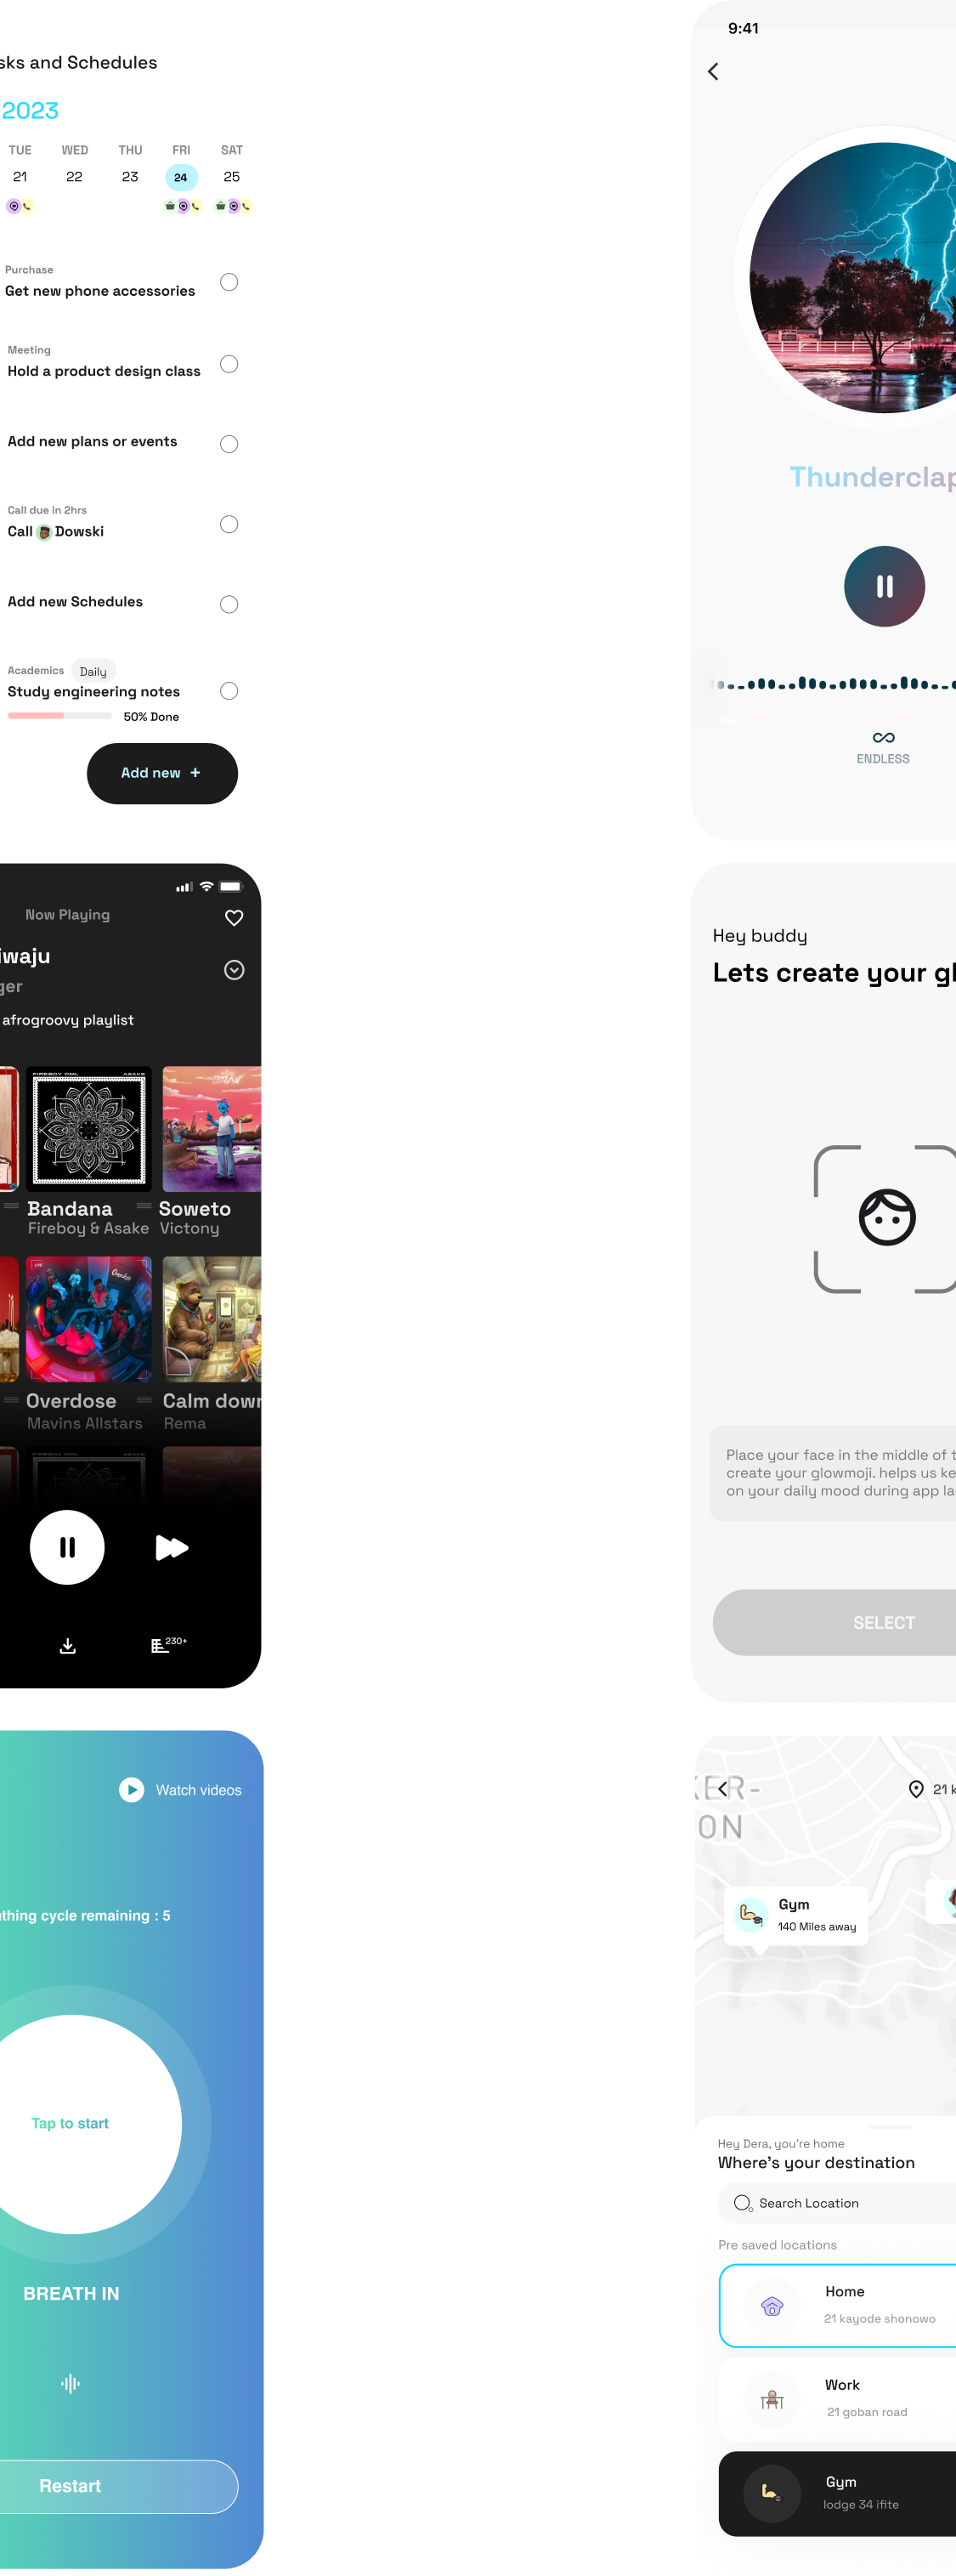 sks and Schedules
2023
TUE WED THU FRI SAT
21 22 23 24 25
Purchase
Get new phone accessories
Meeting
Hold a product design class
Add new plans or events
Call due in 2hrs
Call Dowski
Add new Schedules
Academics Daily
Study engineering notes
50% Done
Add new +
9:41
Thunderclap
ENDLESS
Now Playing
iwaju
ger
afrogroovy playlist
FIREBOY DML ASAKE
Bandana
Fireboy & Asake
Soweto
Victony
Overdose
Mavins Allstars
Calm down
Rema
FIREBOY DML ASAKE
230+
Hey buddy
Lets create your gl
Place your face in the middle of t
create your glowmoji. helps us ke
on your daily mood during app la
SELECT
Watch videos
thing cycle remaining : 5
Tap to start
BREATH IN
Restart
KER-
ON
21 k
Gym
140 Miles away
Hey Dera, you're home
Where's your destination
Search Location
Pre saved locations
Home
21 kayode shonowo
Work
21 goban road
Gym
lodge 34 ifite